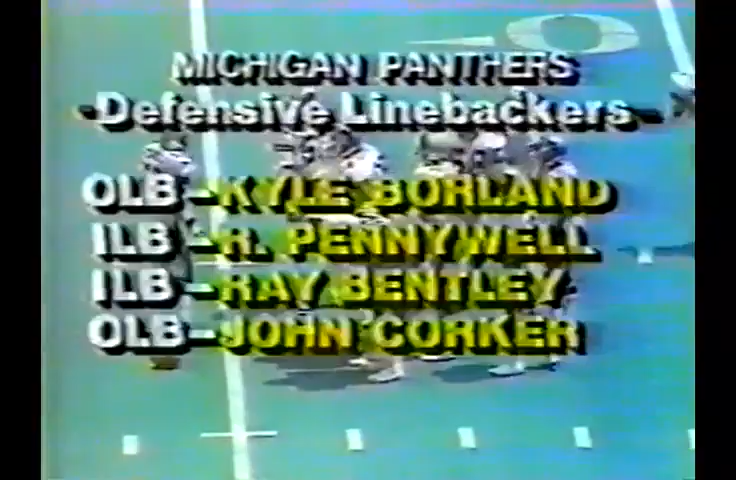 MICHIGAN PANTHERS
-Defensive Linebackers-
OLB-KYLE BORLAND
ILB-R. PENNYWELL
ILB-RAY BENTLEY
OLB-JOHN CORKER